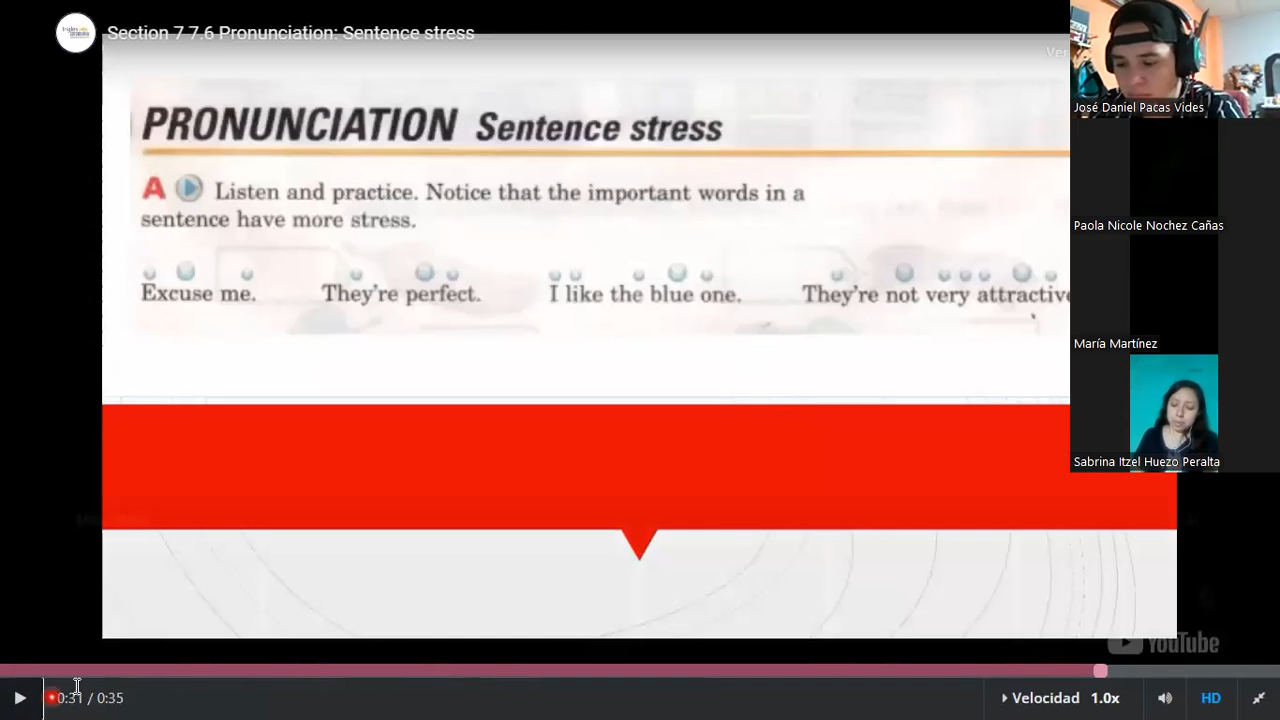 Section 7 7.6 Pronunciation: Sentence stress
Ver
José Daniel Pacas Vides
PRONUNCIATION Sentence stress
A Listen and practice. Notice that the important words in a
sentence have more stress.
Excuse me. They're perfect. I like the blue one. They're not very attractive
Paola Nicole Nochez Cañas
María Martínez
Sabrina Itzel Huezo Peralta
YouTube
0:31 / 0:35
Velocidad 1.0x
HD